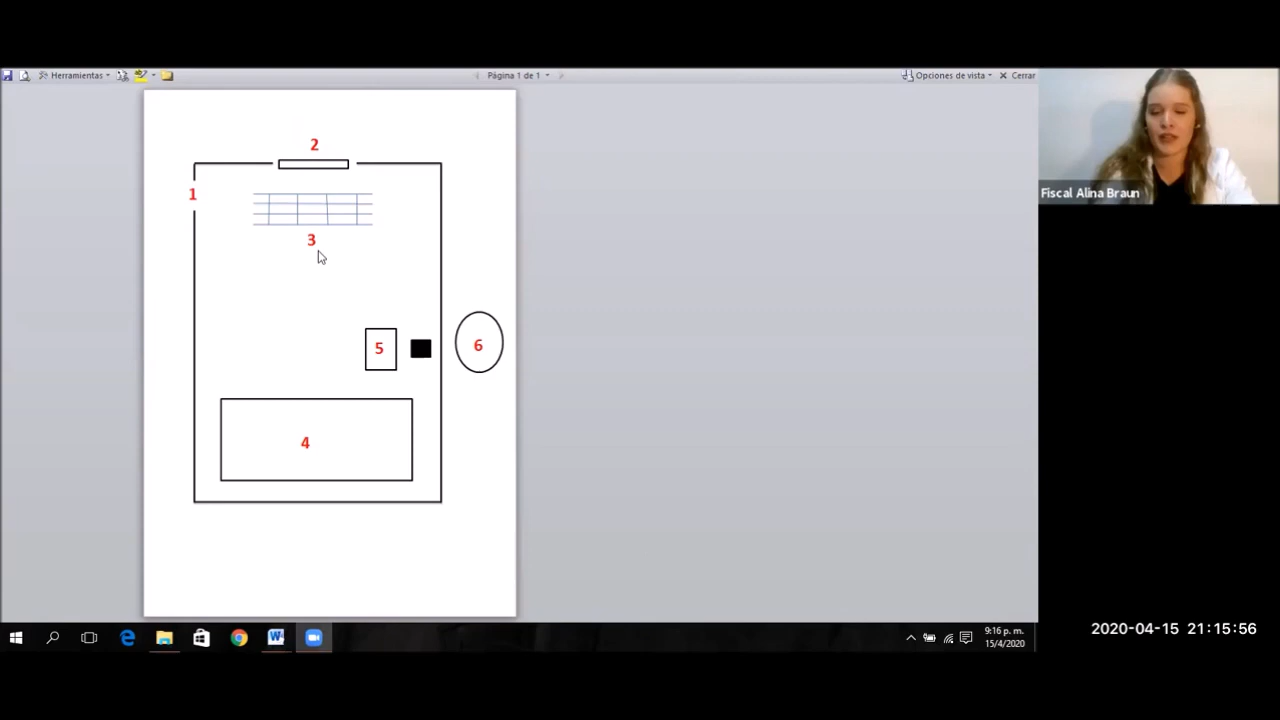 Herramientas
Página 1 de 1
Opciones de vista
Cerrar
2
1
3
5
6
4
Fiscal Alina Braun
9:16 p. m.
15/4/2020
2020-04-15 21:15:56